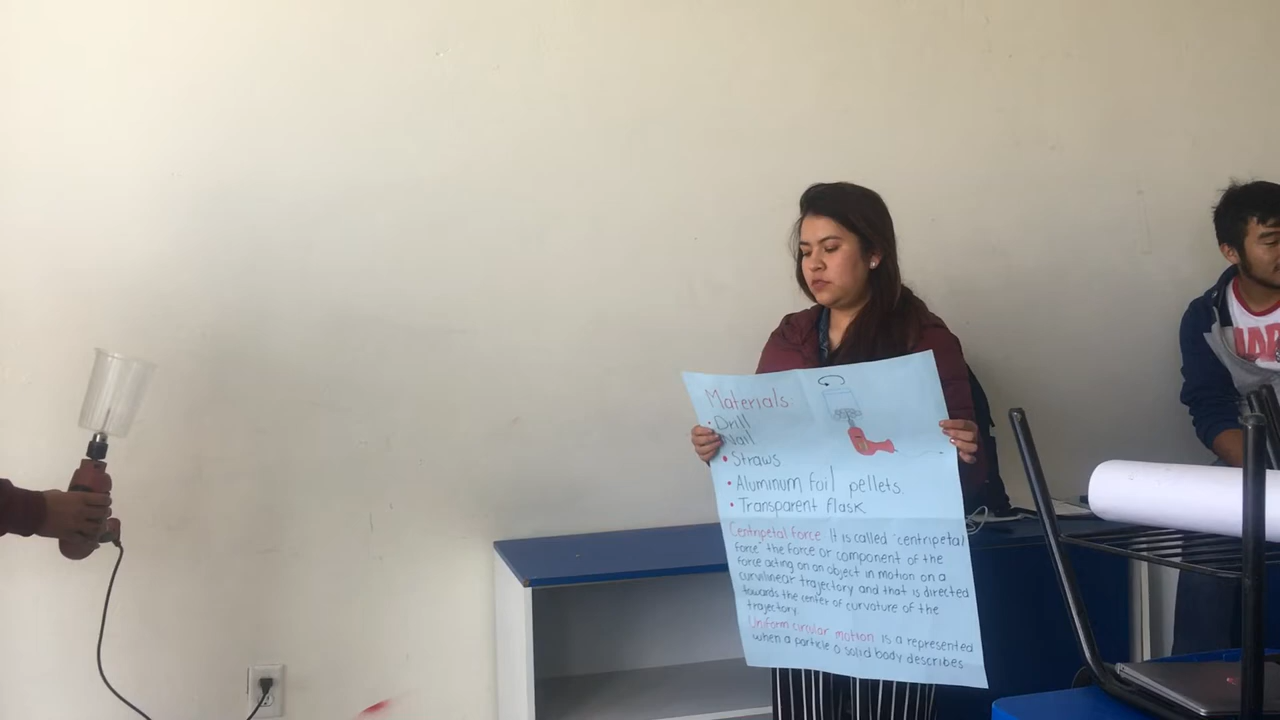 Materials:
• Drill
• Nail
• Straws
• Aluminum foil pellets.
• Transparent flask
Centripetal force It is called "centripetal
force" the force or component of the
force acting on an object in motion on a
curvilinear trajectory and that is directed
towards the center of curvature of the
trajectory.
Uniform circular motion is a represented
when a particle o solid body describes